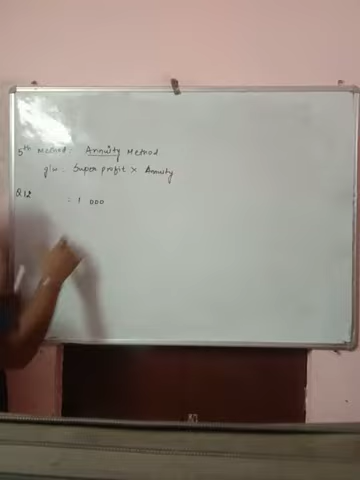 5th Method: Annuity Method
g/w: Super profit × Annuity
Q.12
= 1 000